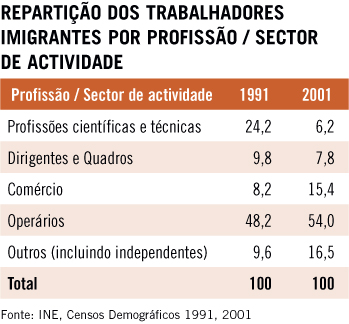 REPARTIÇÃO DOS TRABALHADORES
IMIGRANTES POR PROFISSÃO / SECTOR
DE ACTIVIDADE
Profissão / Sector de actividade 1991 2001
Profissões científicas e técnicas 24,2 6,2
Dirigentes e Quadros 9,8 7,8
Comércio 8,2 15,4
Operários 48,2 54,0
Outros (incluindo independentes) 9,6 16,5
Total 100 100
Fonte: INE, Censos Demográficos 1991, 2001